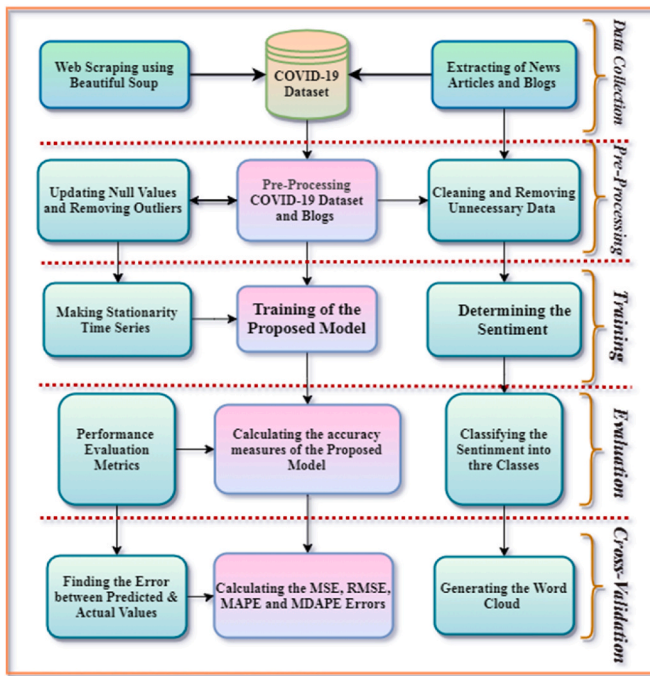 Web Scraping using
Beautiful Soup
COVID-19
Dataset
Extracting of News
Articles and Blogs
Data Collection
Updating Null Values
and Removing Outliers
Pre-Processing
COVID-19 Dataset
and Blogs
Cleaning and Removing
Unnecessary Data
Pre-Processing
Making Stationarity
Time Series
Training of the
Proposed Model
Determining the
Sentiment
Training
Performance
Evaluation
Metrics
Calculating the accuracy
measures of the Proposed
Model
Classifying the
Sentinment into
thre Classes
Evaluation
Finding the Error
between Predicted &
Actual Values
Calculating the MSE, RMSE,
MAPE and MDAPE Errors
Generating the Word
Cloud
Cross-Validation